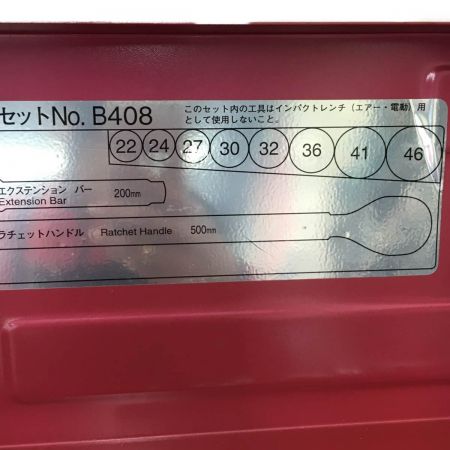 セットNo. B408
このセット内の工具はインパクトレンチ（エアー・電動）用
として使用しないこと。
22 24 27 30 32 36 41 46
エクステンション バー 200mm
Extension Bar
ラチェットハンドル Ratchet Handle 500mm